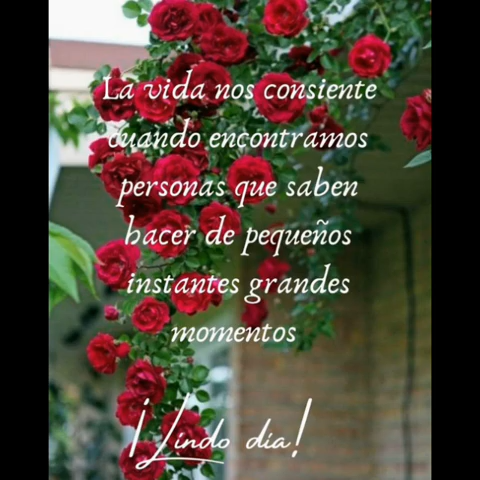 La vida nos consiente
cuando encontramos
personas que saben
hacer de pequeños
instantes grandes
momentos
¡Lindo día!